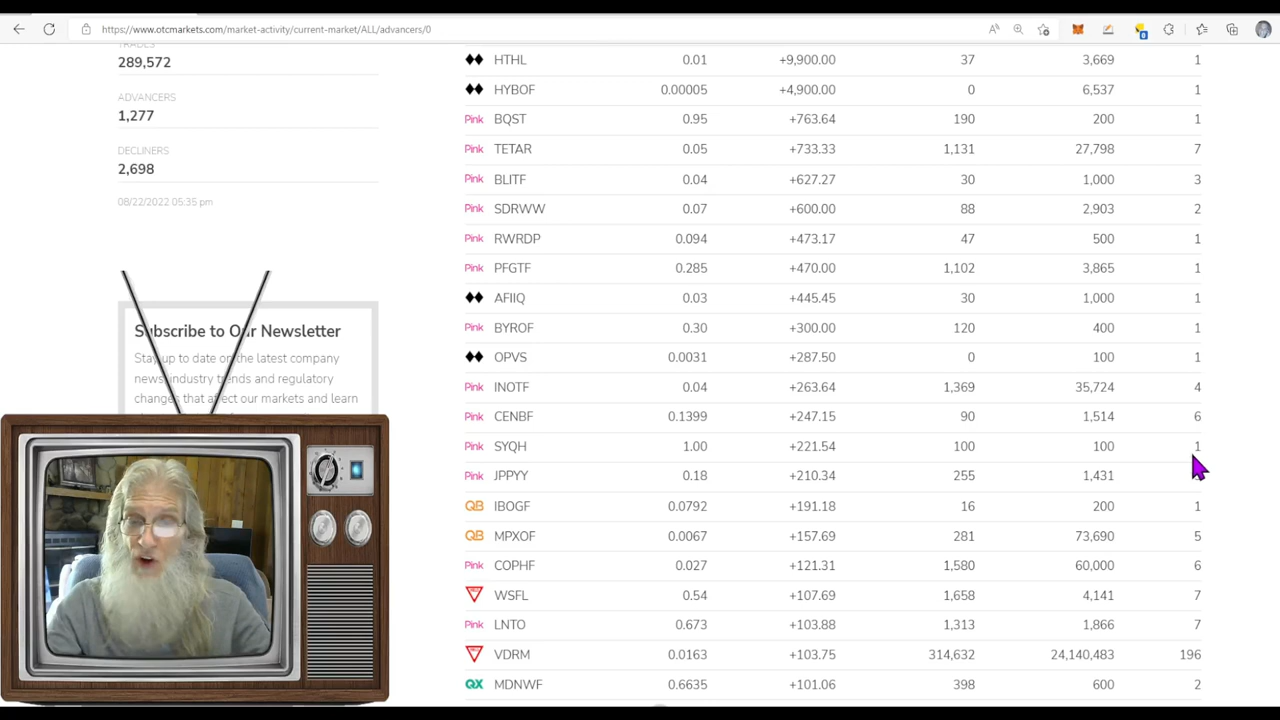 https://www.otcmarkets.com/market-activity/current-market/ALL/advancers/0
TRADES
289,572
ADVANCERS
1,277
DECLINERS
2,698
08/22/2022 05:35 pm
Subscribe to Our Newsletter
Stay up to date on the latest company
news, industry trends and regulatory
changes that affect our markets and learn
HTHL 0.01 +9,900.00 37 3,669 1
HYBOF 0.00005 +4,900.00 0 6,537 1
Pink BQST 0.95 +763.64 190 200 1
Pink TETAR 0.05 +733.33 1,131 27,798 7
Pink BLITF 0.04 +627.27 30 1,000 3
Pink SDRWW 0.07 +600.00 88 2,903 2
Pink RWRDP 0.094 +473.17 47 500 1
Pink PFGTF 0.285 +470.00 1,102 3,865 1
AFIIQ 0.03 +445.45 30 1,000 1
Pink BYROF 0.30 +300.00 120 400 1
OPVS 0.0031 +287.50 0 100 1
Pink INOTF 0.04 +263.64 1,369 35,724 4
Pink CENBF 0.1399 +247.15 90 1,514 6
Pink SYQH 1.00 +221.54 100 100 1
Pink JPPYY 0.18 +210.34 255 1,431
QB IBOGF 0.0792 +191.18 16 200 1
QB MPXOF 0.0067 +157.69 281 73,690 5
Pink COPHF 0.027 +121.31 1,580 60,000 6
WSFL 0.54 +107.69 1,658 4,141 7
Pink LNTO 0.673 +103.88 1,313 1,866 7
VDRM 0.0163 +103.75 314,632 24,140,483 196
QX MDNWF 0.6635 +101.06 398 600 2